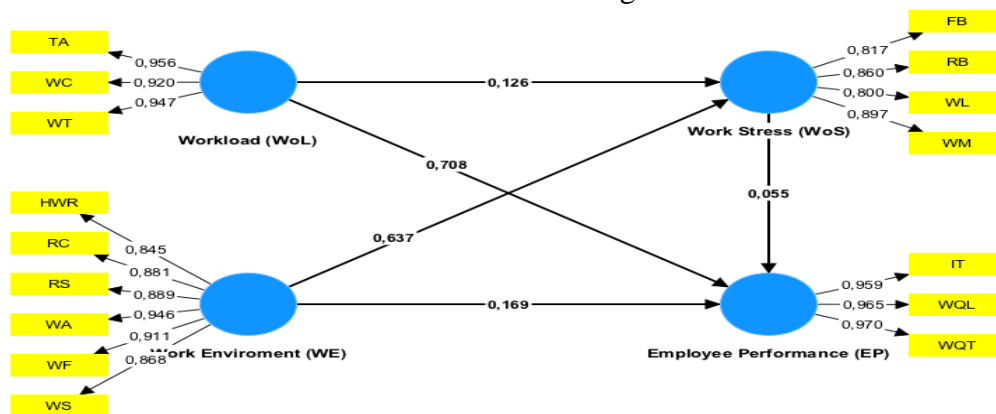 TA
0,956
WC
0,920
WT
0,947
Workload (WoL)
0,126
FB
0,817
RB
0,860
WL
0,800
WM
0,897
Work Stress (WoS)
0,708
0,055
0,637
HWR
0,845
RC
0,881
RS
0,889
WA
0,946
WF
0,911
WS
0,868
Work Enviroment (WE)
0,169
IT
0,959
WQL
0,965
WQT
0,970
Employee Performance (EP)